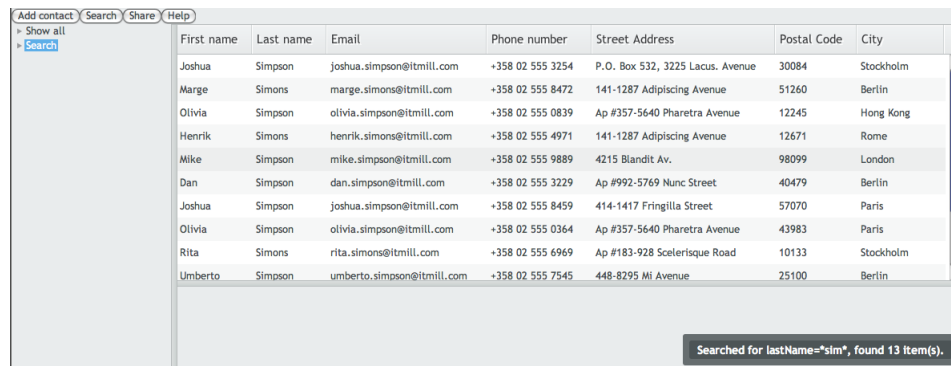 Add contact Search Share Help
Show all
Search
First name Last name Email Phone number Street Address Postal Code City
Joshua Simpson joshua.simpson@itmill.com +358 02 555 3254 P.O. Box 532, 3225 Lacus. Avenue 30084 Stockholm
Marge Simons marge.simons@itmill.com +358 02 555 8472 141-1287 Adipiscing Avenue 51260 Berlin
Olivia Simpson olivia.simpson@itmill.com +358 02 555 0839 Ap #357-5640 Pharetra Avenue 12245 Hong Kong
Henrik Simons henrik.simons@itmill.com +358 02 555 4971 141-1287 Adipiscing Avenue 12671 Rome
Mike Simpson mike.simpson@itmill.com +358 02 555 9889 4215 Blandit Av. 98099 London
Dan Simpson dan.simpson@itmill.com +358 02 555 3229 Ap #992-5769 Nunc Street 40479 Berlin
Joshua Simpson joshua.simpson@itmill.com +358 02 555 8459 414-1417 Fringilla Street 57070 Paris
Olivia Simpson olivia.simpson@itmill.com +358 02 555 0364 Ap #357-5640 Pharetra Avenue 43983 Paris
Rita Simons rita.simons@itmill.com +358 02 555 6969 Ap #183-928 Scelerisque Road 10133 Stockholm
Umberto Simpson umberto.simpson@itmill.com +358 02 555 7545 448-8295 Mi Avenue 25100 Berlin
Searched for lastName=*sim*, found 13 item(s).